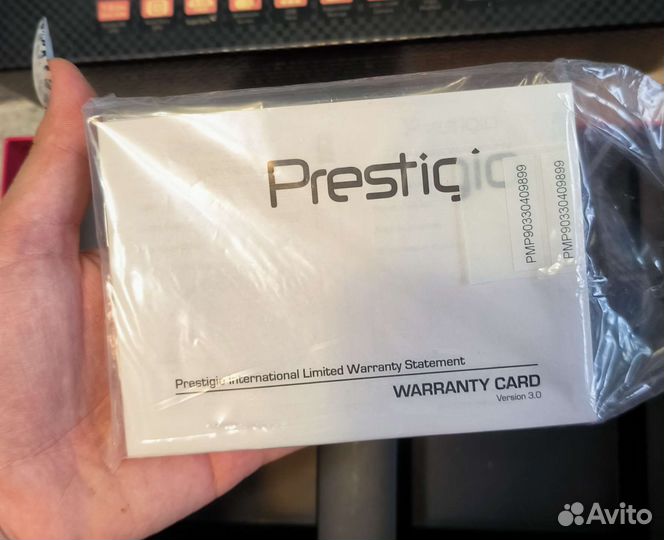 Prestigio
PMP90330409899
PMP90330409899
Prestigio International Limited Warranty Statement
WARRANTY CARD
Version 3.0
Avito